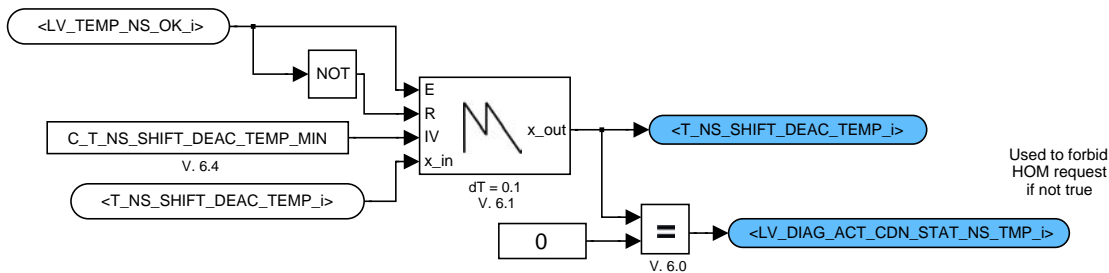 <LV_TEMP_NS_OK_i>
NOT
E
R
IV
x_in
x_out
C_T_NS_SHIFT_DEAC_TEMP_MIN
V. 6.4
<T_NS_SHIFT_DEAC_TEMP_i>
dT = 0.1
V. 6.1
<T_NS_SHIFT_DEAC_TEMP_i>
Used to forbid
HOM request
if not true
0
=
V. 6.0
<LV_DIAG_ACT_CDN_STAT_NS_TMP_i>